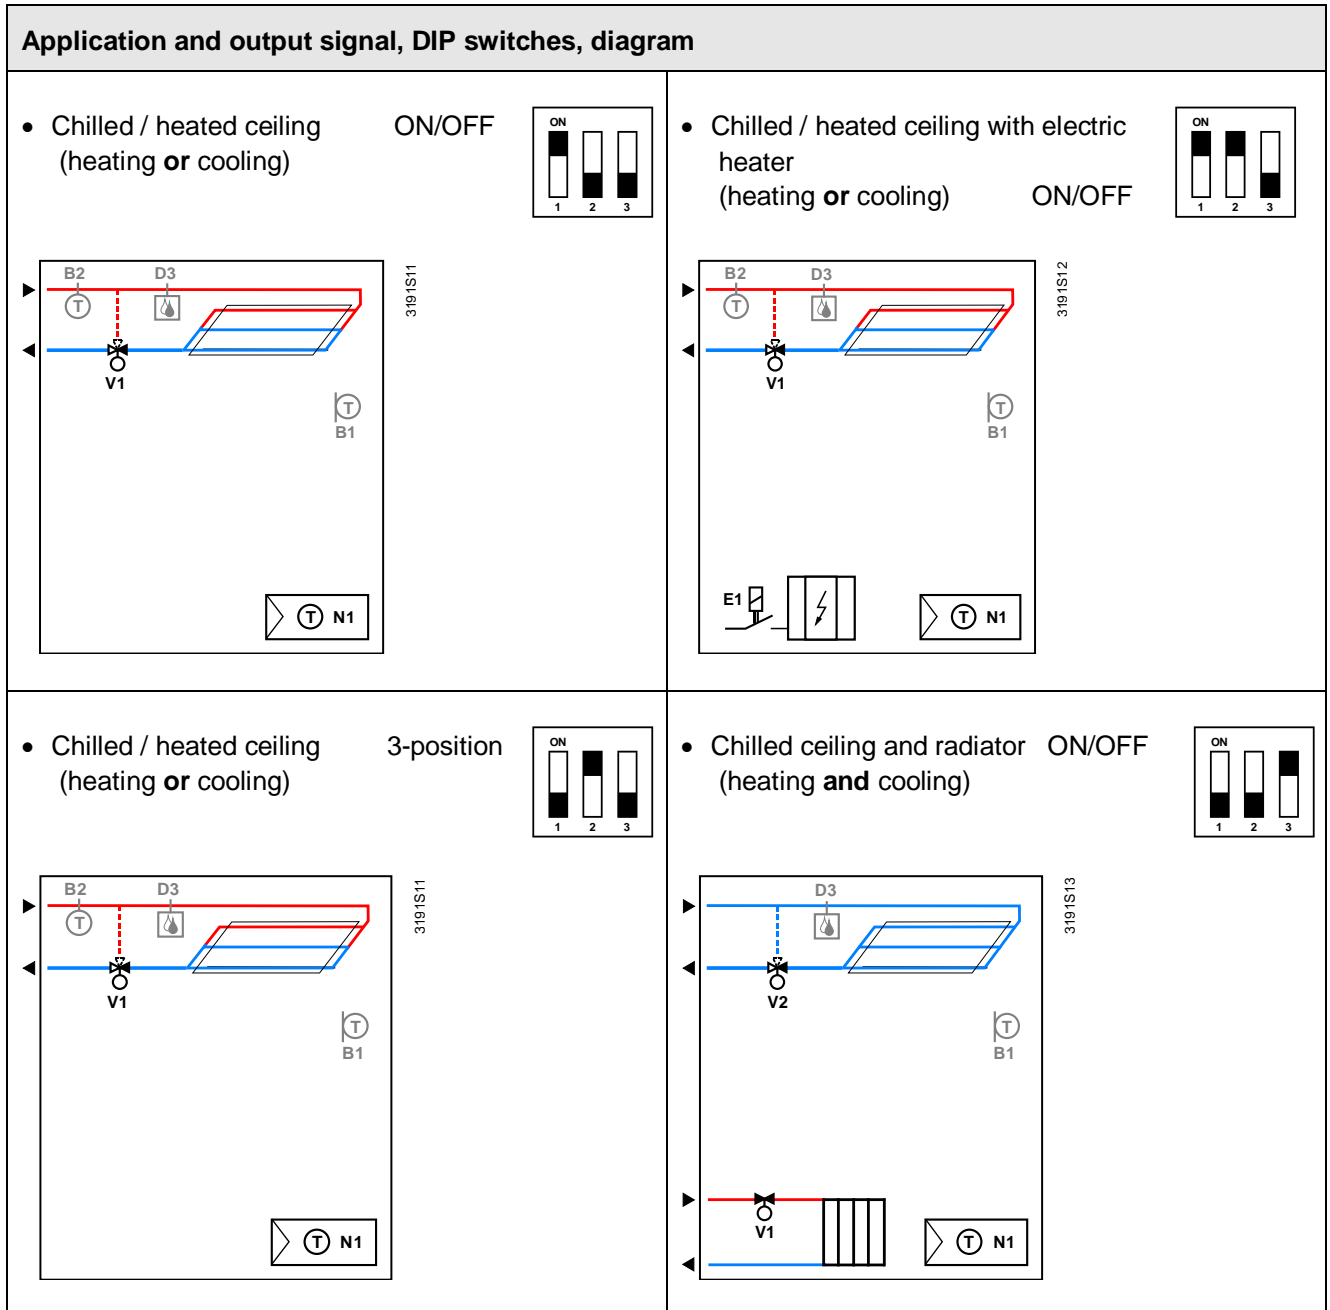 Application and output signal, DIP switches, diagram
• Chilled / heated ceiling ON/OFF
(heating or cooling)
ON
1 2 3
B2 D3
T
V1
T
B1
T N1
3191S11
• Chilled / heated ceiling with electric
heater
(heating or cooling) ON/OFF
ON
1 2 3
B2 D3
T
V1
T
B1
E1
T N1
3191S12
• Chilled / heated ceiling 3-position
(heating or cooling)
ON
1 2 3
B2 D3
T
V1
T
B1
T N1
3191S11
• Chilled ceiling and radiator ON/OFF
(heating and cooling)
ON
1 2 3
D3
V2
T
B1
V1
T N1
3191S13